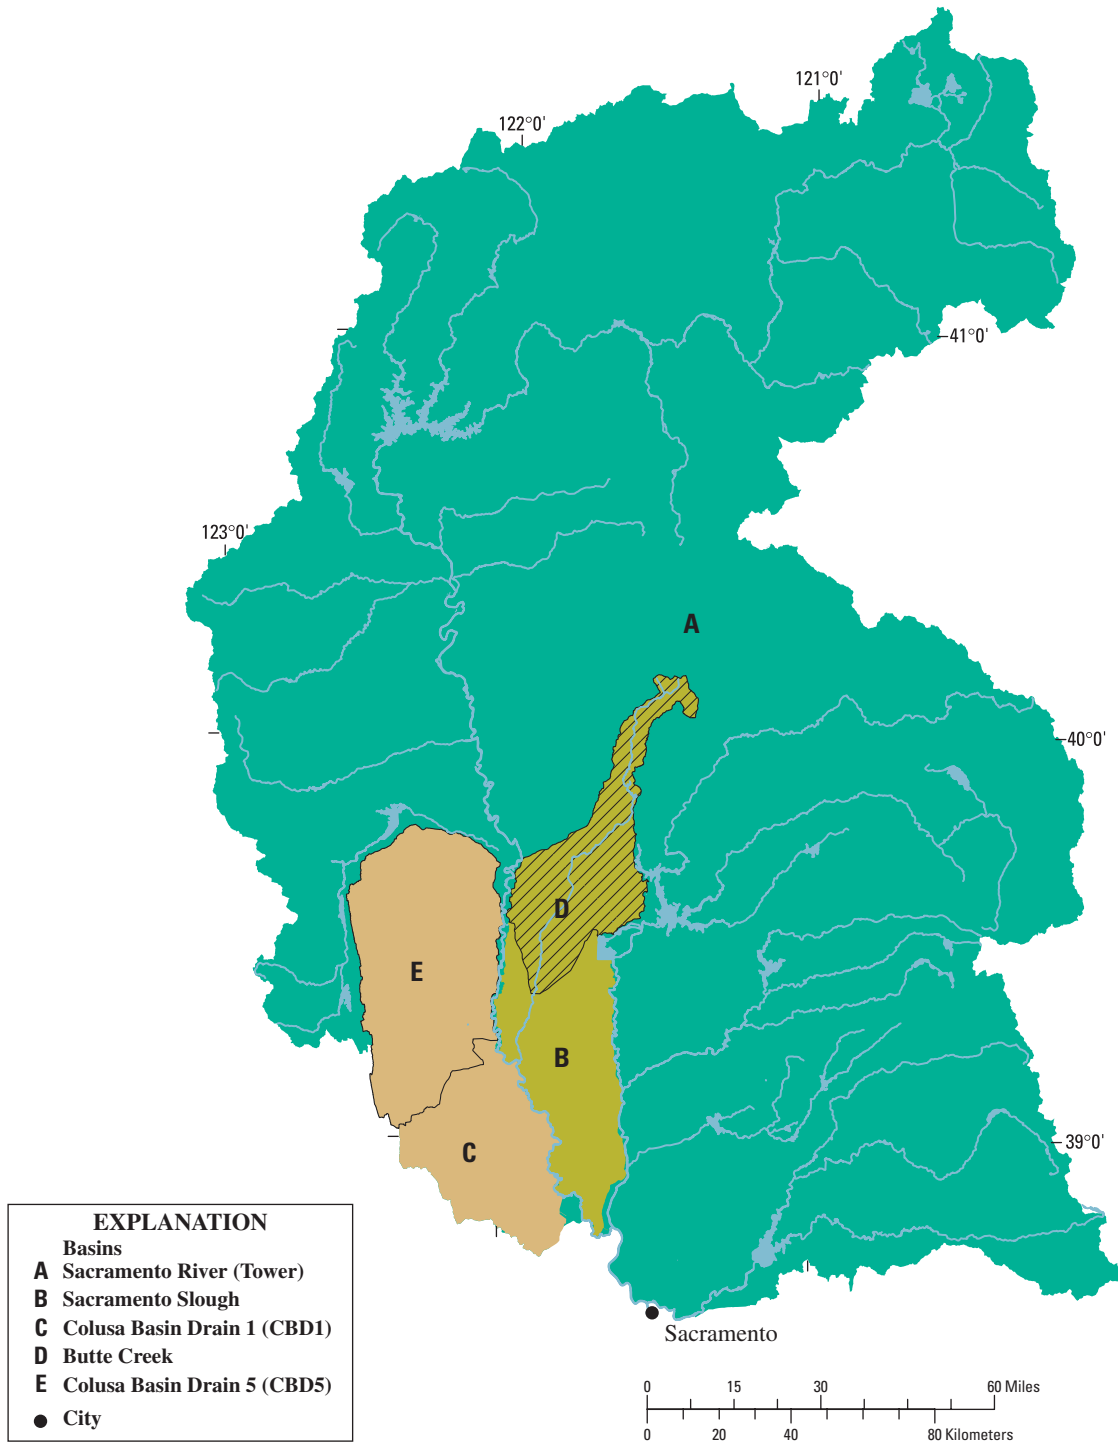 121°0'
122°0'
41°0'
123°0'
A
40°0'
D
E
B
39°0'
C
EXPLANATION
Basins
A Sacramento River (Tower)
B Sacramento Slough
C Colusa Basin Drain 1 (CBD1)
D Butte Creek
E Colusa Basin Drain 5 (CBD5)
City
Sacramento
0 15 30 60 Miles
0 20 40 80 Kilometers